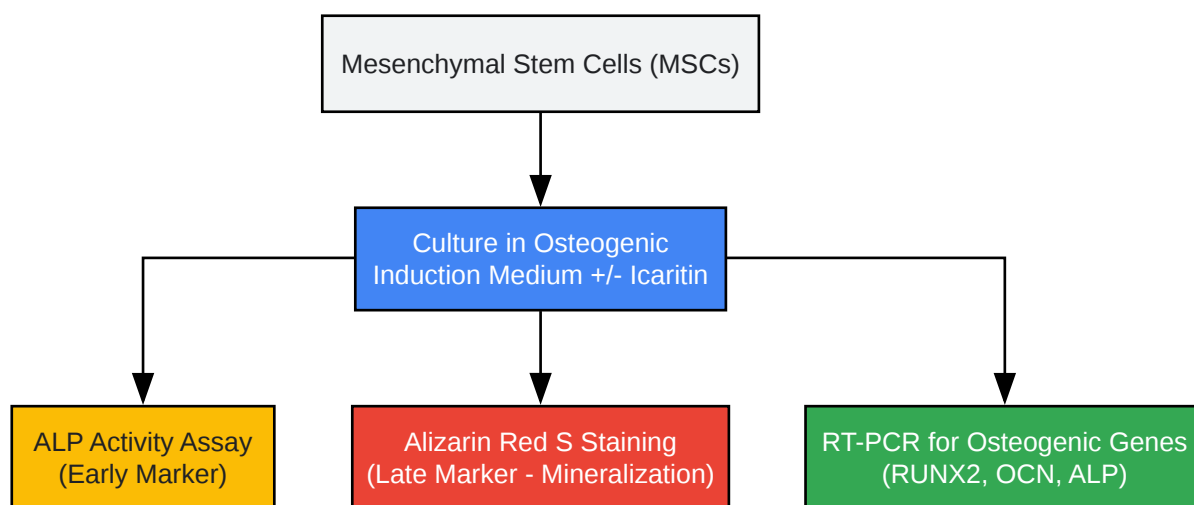 Mesenchymal Stem Cells (MSCs)
Culture in Osteogenic
Induction Medium +/- Icaritin
ALP Activity Assay
(Early Marker)
Alizarin Red S Staining
(Late Marker - Mineralization)
RT-PCR for Osteogenic Genes
(RUNX2, OCN, ALP)